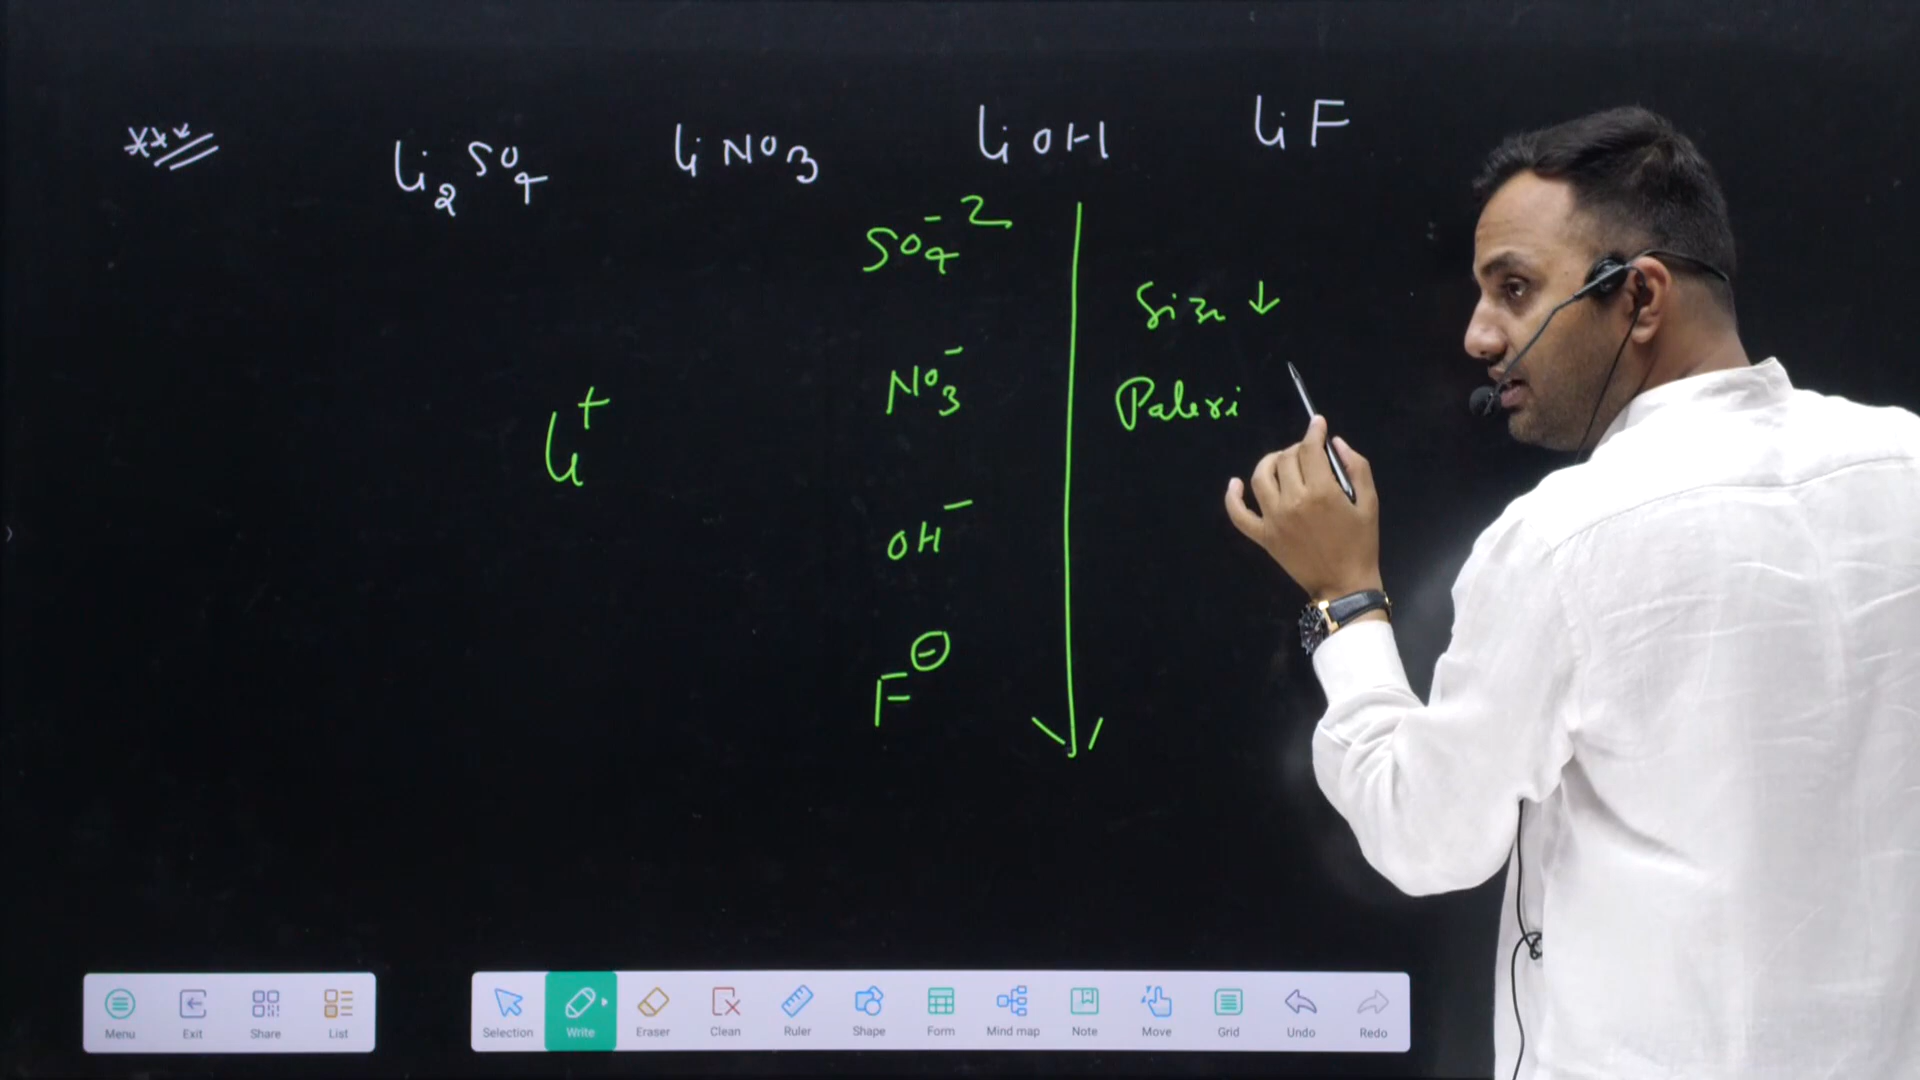 Li2SO4 LiNO3 LiOH LiF
SO4-2
Size ↓
NO3-
Polari
Li+
OH-
F⊖
Menu Exit Share List Selection Write Eraser Clean Ruler Shape Form Mind map Note Move Grid Undo Redo